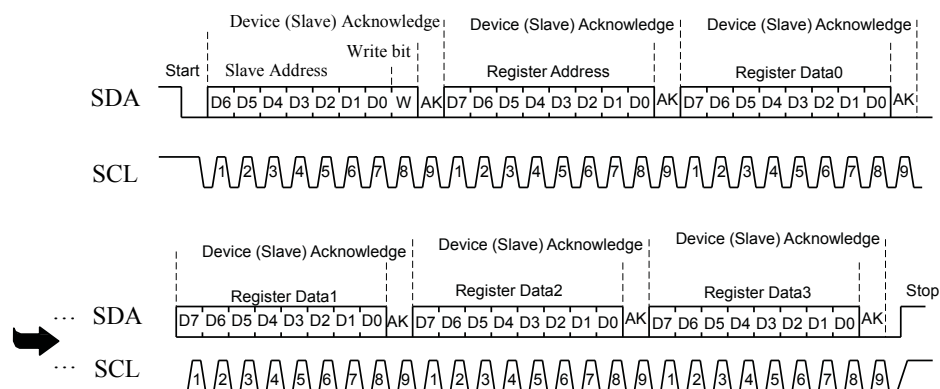 Device (Slave) Acknowledge Device (Slave) Acknowledge Device (Slave) Acknowledge
Write bit
Start Slave Address Register Address Register Data0
SDA D6 D5 D4 D3 D2 D1 D0 W AK D7 D6 D5 D4 D3 D2 D1 D0 AK D7 D6 D5 D4 D3 D2 D1 D0 AK
SCL 1 2 3 4 5 6 7 8 9 1 2 3 4 5 6 7 8 9 1 2 3 4 5 6 7 8 9
Device (Slave) Acknowledge Device (Slave) Acknowledge Device (Slave) Acknowledge
Register Data1 Register Data2 Register Data3 Stop
... SDA D7 D6 D5 D4 D3 D2 D1 D0 AK D7 D6 D5 D4 D3 D2 D1 D0 AK D7 D6 D5 D4 D3 D2 D1 D0 AK
... SCL 1 2 3 4 5 6 7 8 9 1 2 3 4 5 6 7 8 9 1 2 3 4 5 6 7 8 9